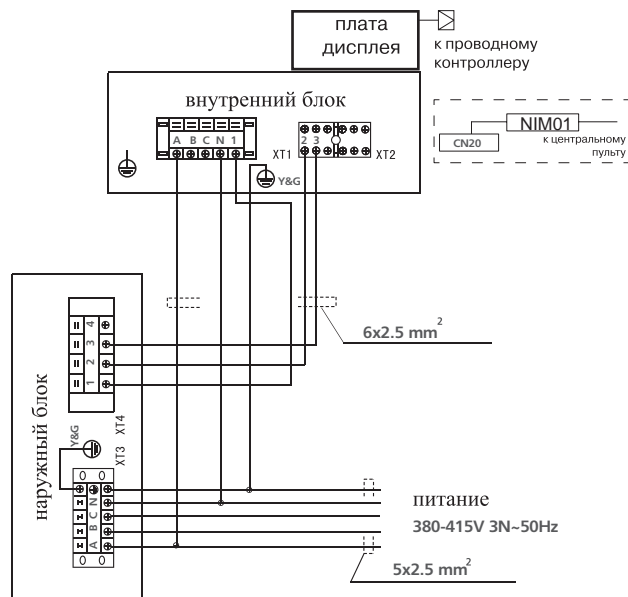 плата
дисплея
к проводному
контроллеру
внутренний блок
A B C N 1
2 3
XT1
XT2
Y&G
NIM01
CN20
к центральному
пульту
6x2.5 mm²
наружный блок
4
3
2
1
XT4
XT3
Y&G
N
C
B
A
питание
380-415V 3N~50Hz
5x2.5 mm²